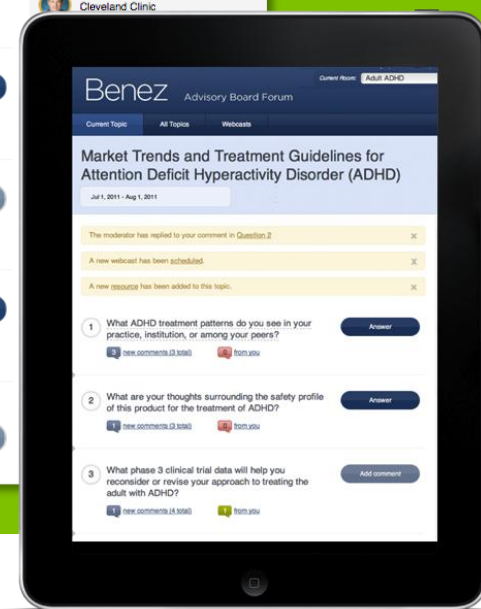 Cleveland Clinic
Benez Advisory Board Forum
Current Room: Adult ADHD
Current Topic All Topics Webcasts
Market Trends and Treatment Guidelines for
Attention Deficit Hyperactivity Disorder (ADHD)
Jul 1, 2011 - Aug 1, 2011
The moderator has replied to your comment in Question 2 x
A new webcast has been scheduled. x
A new resource has been added to this topic. x
1 What ADHD treatment patterns do you see in your
practice, institution, or among your peers?
Answer
3 new comments (3 total) 0 from you
2 What are your thoughts surrounding the safety profile
of this product for the treatment of ADHD?
Answer
1 new comments (3 total) 0 from you
3 What phase 3 clinical trial data will help you
reconsider or revise your approach to treating the
adult with ADHD?
Add comment
1 new comments (4 total) 1 from you